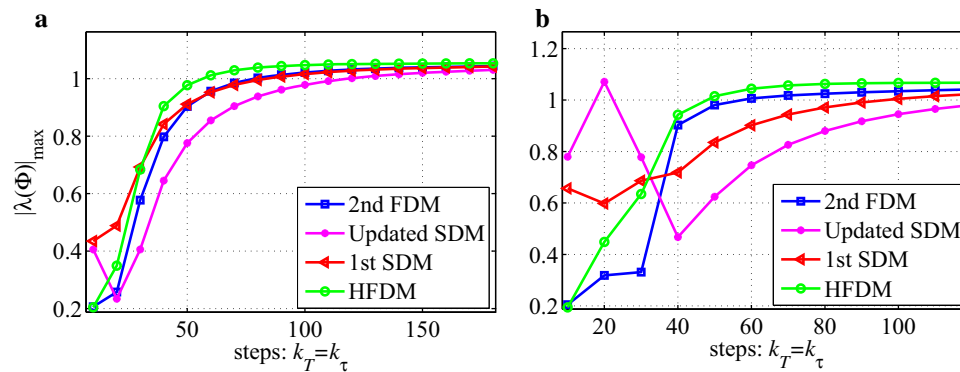 a
|λ(Φ)|max
1
0.8
0.6
0.4
0.2
50
100
150
steps: kT=kτ
2nd FDM
Updated SDM
1st SDM
HFDM
b
1.2
1.0
0.8
0.6
0.4
0.2
20
40
60
80
100
steps: kT=kτ
2nd FDM
Updated SDM
1st SDM
HFDM